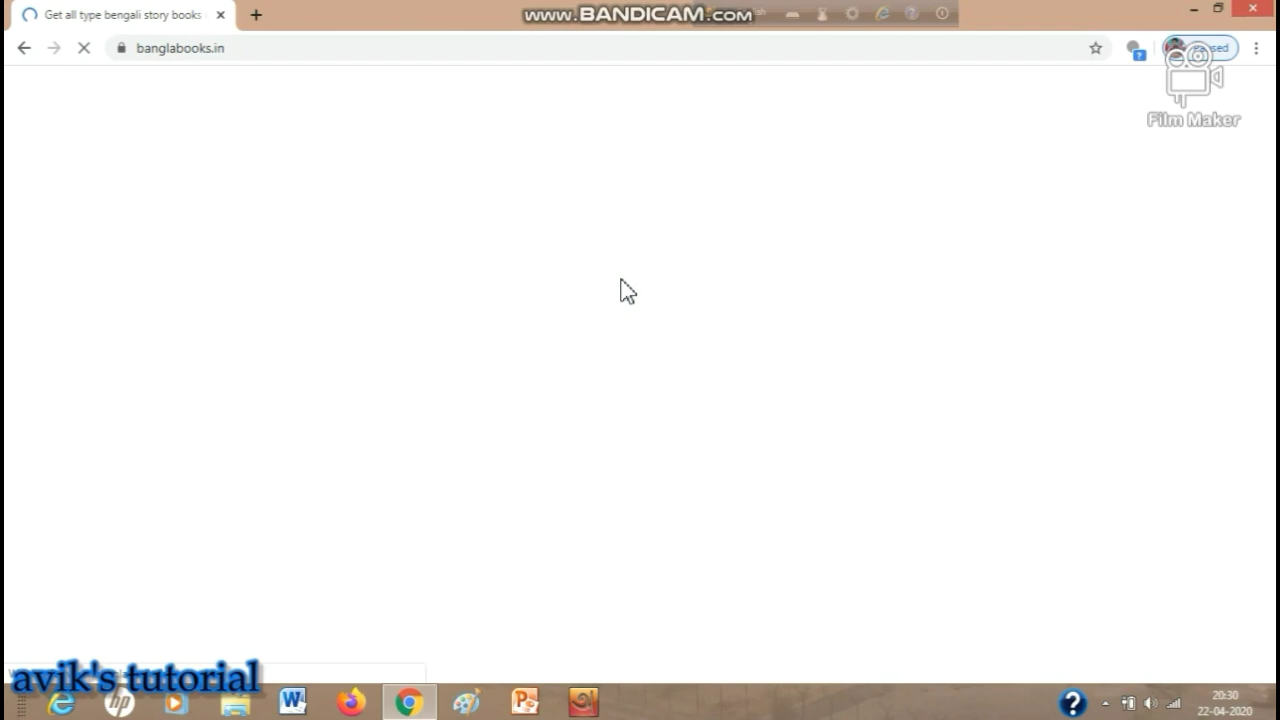 Get all type bengali story books
www.BANDICAM.com
banglabooks.in
Paused
Film Maker
avik's tutorial
20:30
22-04-2020